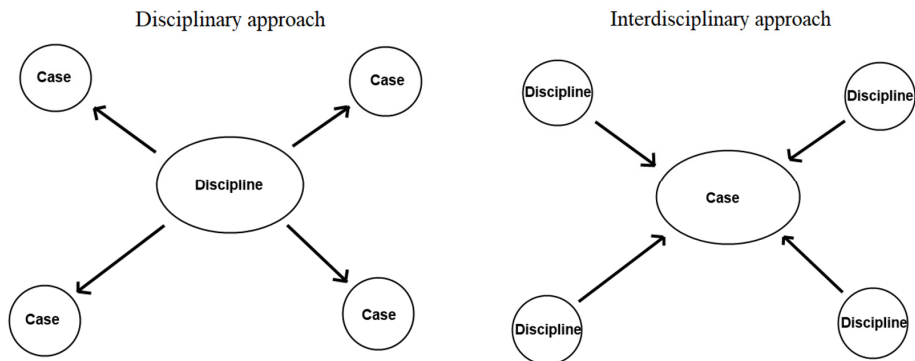 Disciplinary approach
Case
Case
Discipline
Case
Case
Interdisciplinary approach
Discipline
Discipline
Case
Discipline
Discipline